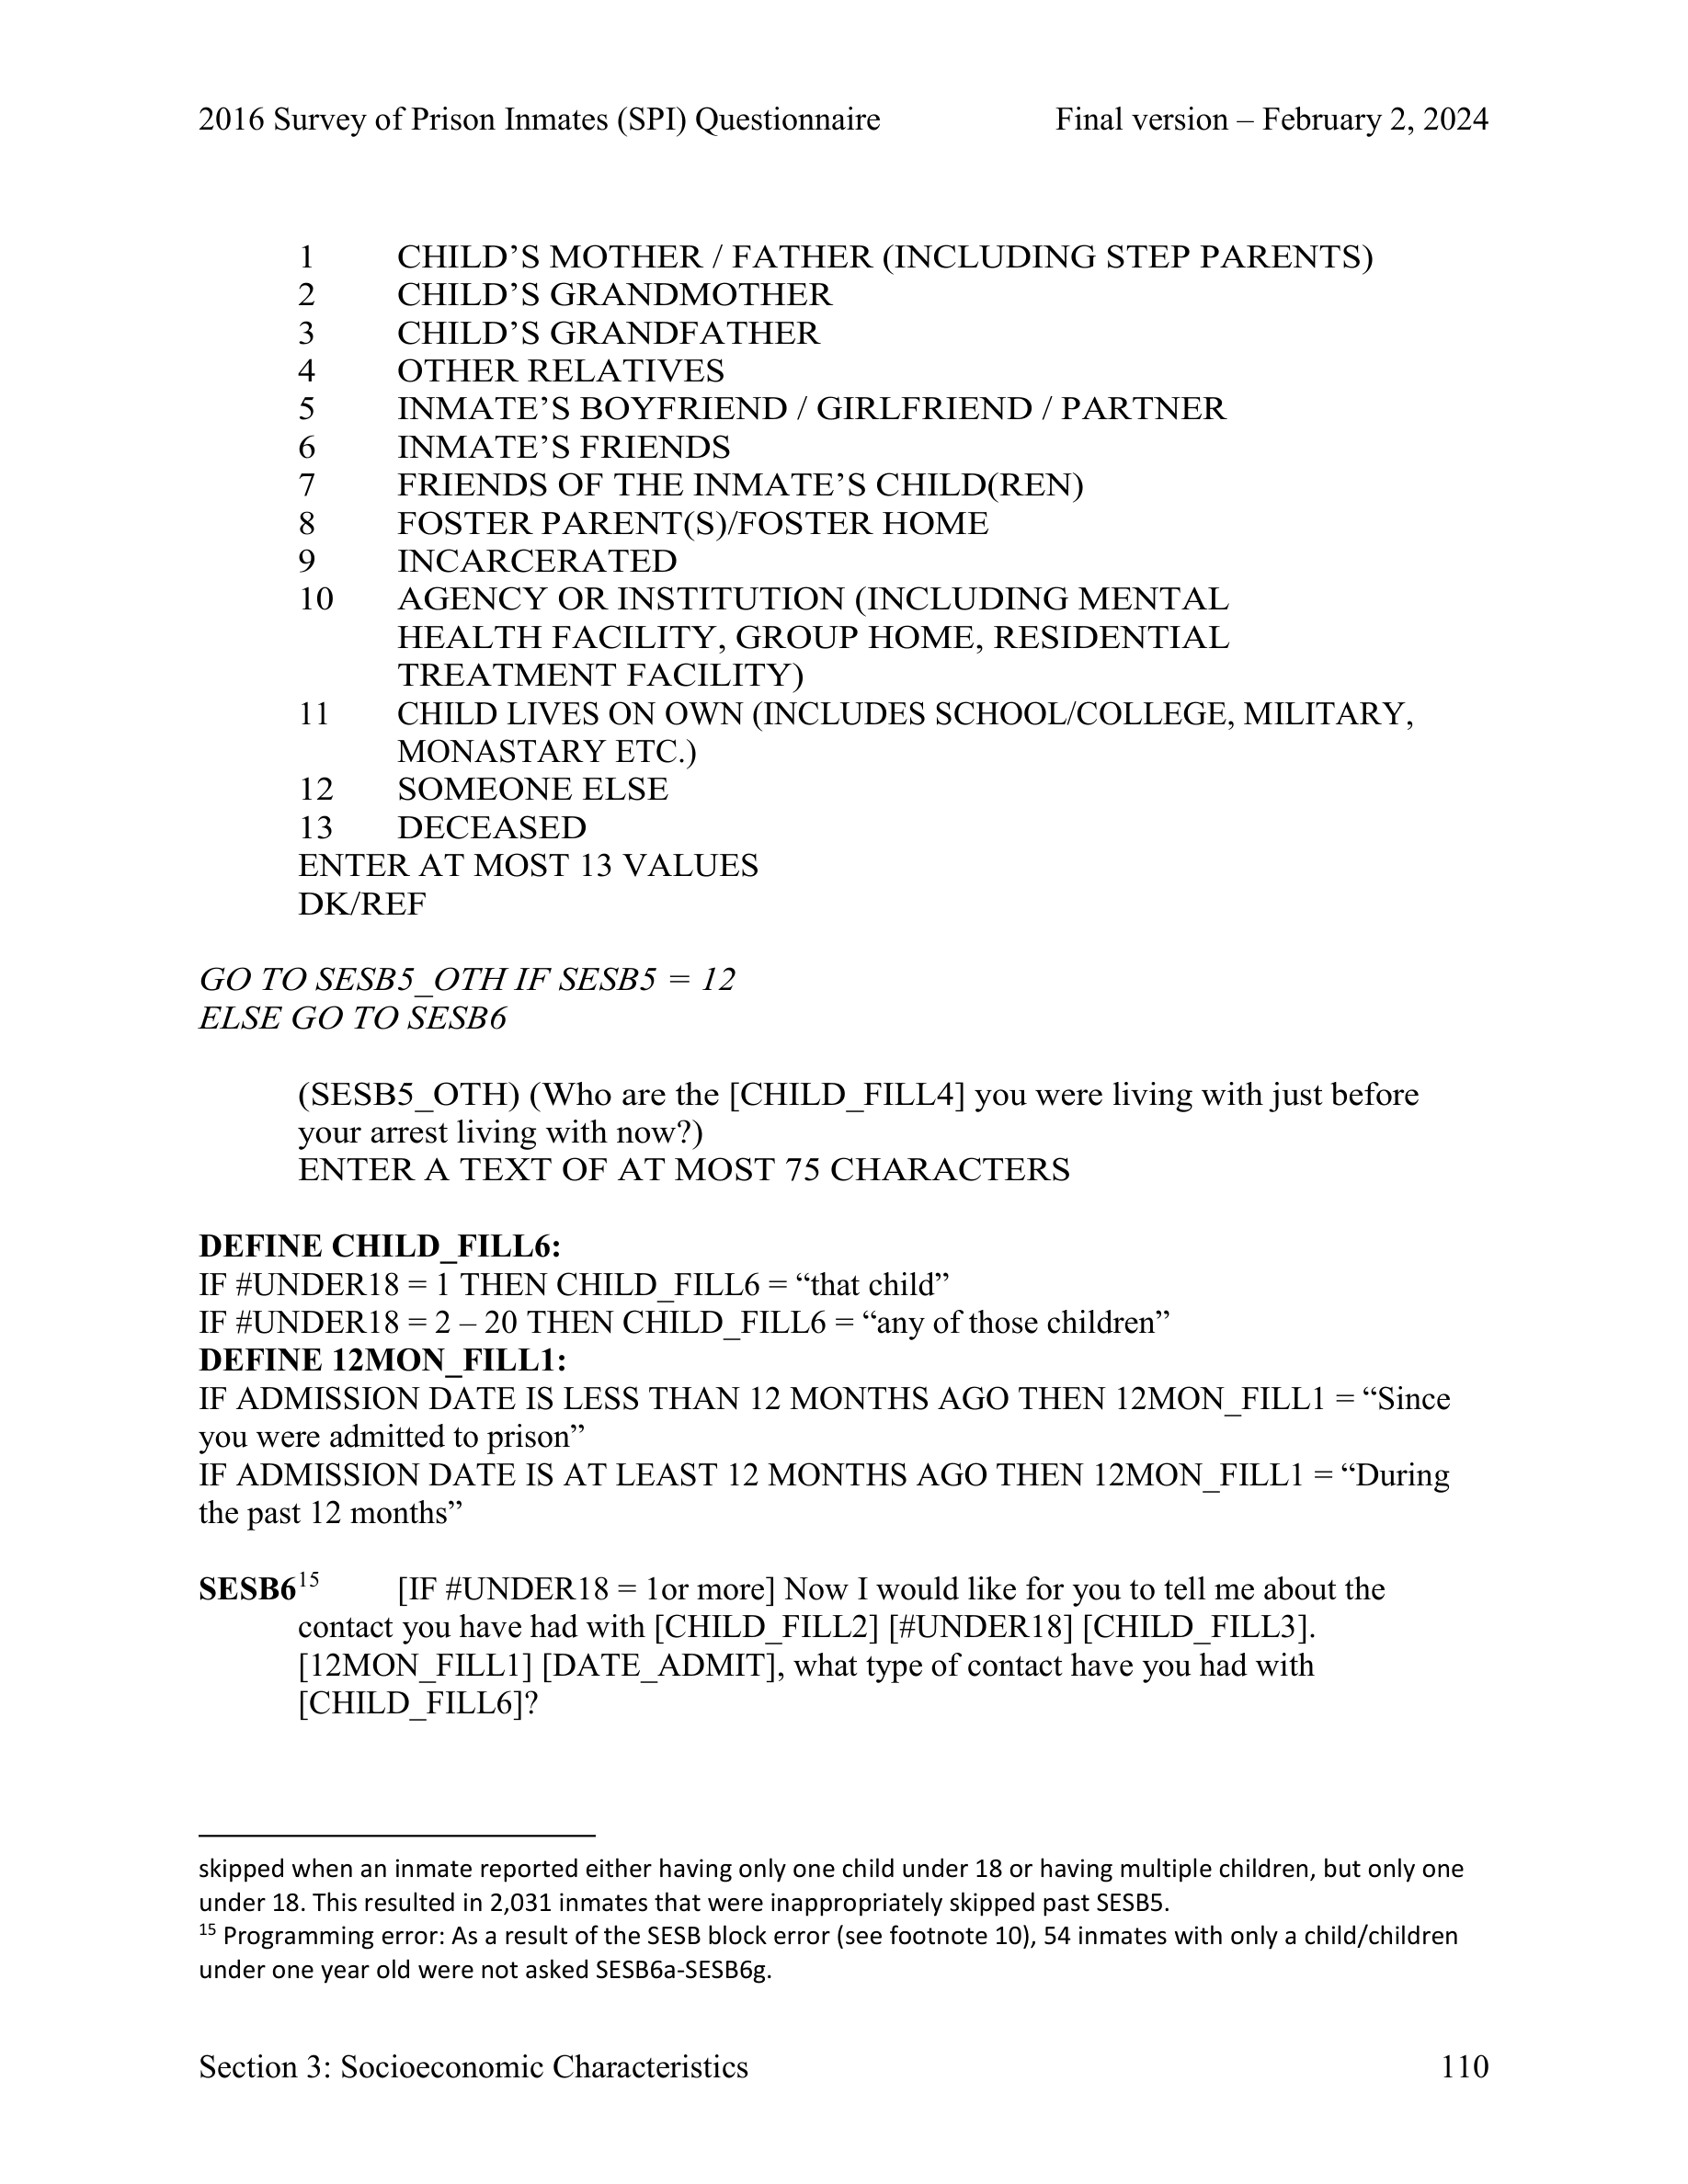 2016 Survey of Prison Inmates (SPI) Questionnaire Final version – February 2, 2024
1 CHILD’S MOTHER / FATHER (INCLUDING STEP PARENTS)
2 CHILD’S GRANDMOTHER
3 CHILD’S GRANDFATHER
4 OTHER RELATIVES
5 INMATE’S BOYFRIEND / GIRLFRIEND / PARTNER
6 INMATE’S FRIENDS
7 FRIENDS OF THE INMATE’S CHILD(REN)
8 FOSTER PARENT(S)/FOSTER HOME
9 INCARCERATED
10 AGENCY OR INSTITUTION (INCLUDING MENTAL
HEALTH FACILITY, GROUP HOME, RESIDENTIAL
TREATMENT FACILITY)
11 CHILD LIVES ON OWN (INCLUDES SCHOOL/COLLEGE, MILITARY,
MONASTARY ETC.)
12 SOMEONE ELSE
13 DECEASED
ENTER AT MOST 13 VALUES
DK/REF
GO TO SESB5_OTH IF SESB5 = 12
ELSE GO TO SESB6
(SESB5_OTH) (Who are the [CHILD_FILL4] you were living with just before
your arrest living with now?)
ENTER A TEXT OF AT MOST 75 CHARACTERS
DEFINE CHILD_FILL6:
IF #UNDER18 = 1 THEN CHILD_FILL6 = “that child”
IF #UNDER18 = 2 – 20 THEN CHILD_FILL6 = “any of those children”
DEFINE 12MON_FILL1:
IF ADMISSION DATE IS LESS THAN 12 MONTHS AGO THEN 12MON_FILL1 = “Since
you were admitted to prison”
IF ADMISSION DATE IS AT LEAST 12 MONTHS AGO THEN 12MON_FILL1 = “During
the past 12 months”
SESB6¹⁵ [IF #UNDER18 = 1or more] Now I would like for you to tell me about the
contact you have had with [CHILD_FILL2] [#UNDER18] [CHILD_FILL3].
[12MON_FILL1] [DATE_ADMIT], what type of contact have you had with
[CHILD_FILL6]?
skipped when an inmate reported either having only one child under 18 or having multiple children, but only one
under 18. This resulted in 2,031 inmates that were inappropriately skipped past SESB5.
¹⁵ Programming error: As a result of the SESB block error (see footnote 10), 54 inmates with only a child/children
under one year old were not asked SESB6a-SESB6g.
Section 3: Socioeconomic Characteristics 110